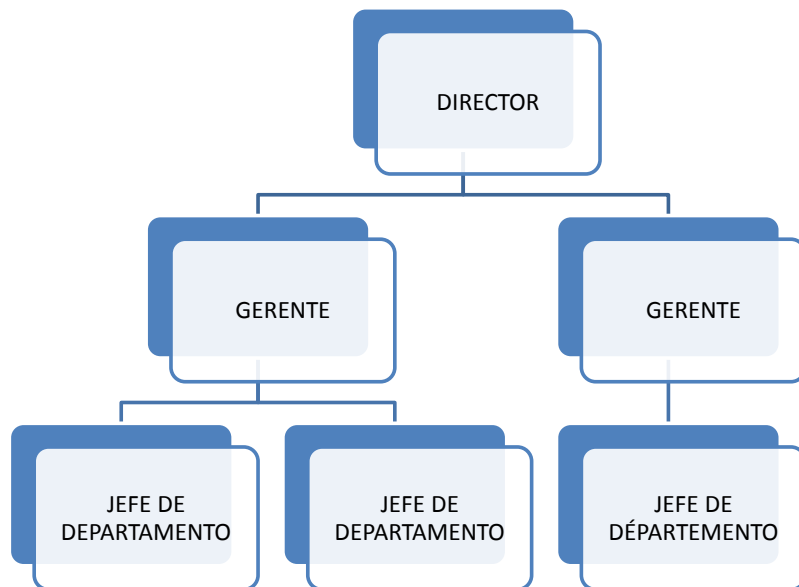 DIRECTOR
GERENTE
GERENTE
JEFE DE
DEPARTAMENTO
JEFE DE
DEPARTAMENTO
JEFE DE
DÉPARTEMENTO